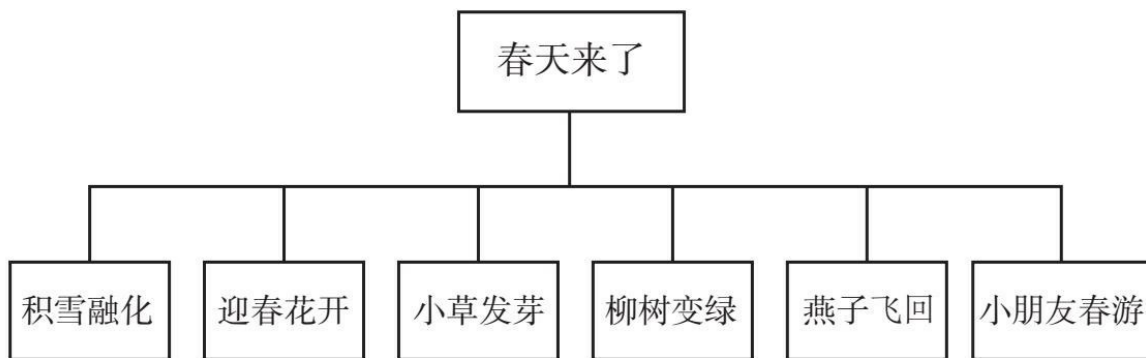 春天来了
积雪融化
迎春花开
小草发芽
柳树变绿
燕子飞回
小朋友春游